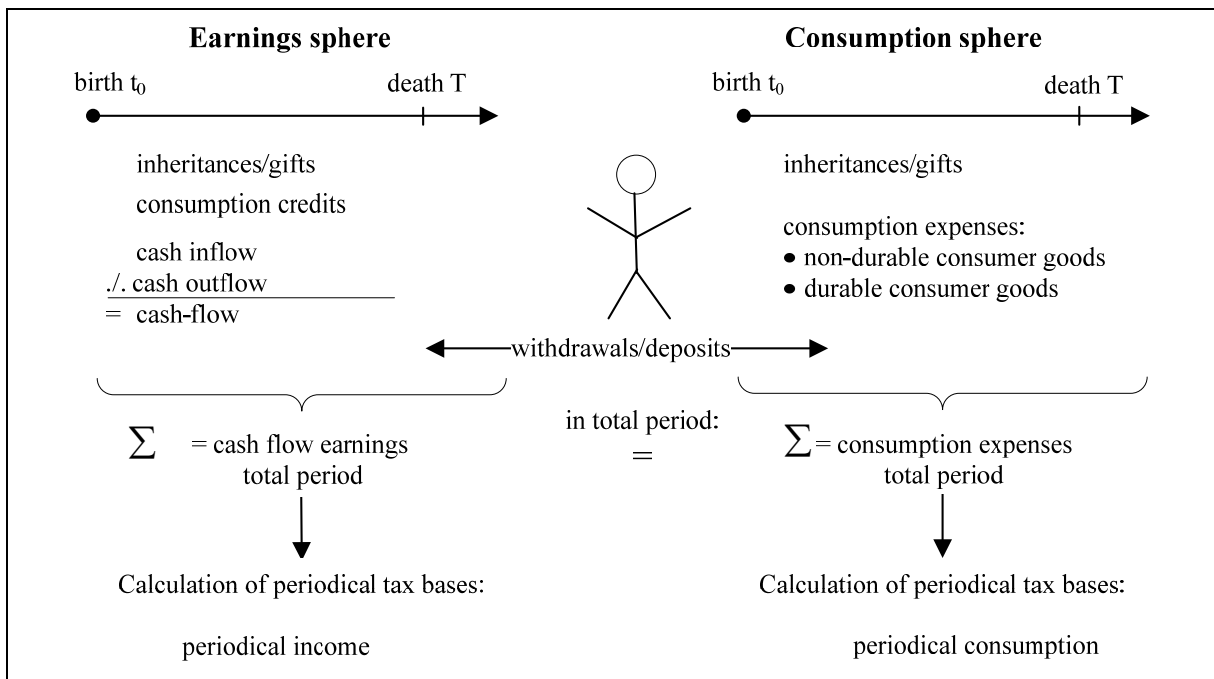 Earnings sphere
birth t₀ death T
inheritances/gifts
consumption credits
cash inflow
./. cash outflow
= cash-flow
Consumption sphere
birth t₀ death T
inheritances/gifts
consumption expenses:
● non-durable consumer goods
● durable consumer goods
withdrawals/deposits
∑ = cash flow earnings
total period
in total period:
=
∑= consumption expenses
total period
Calculation of periodical tax bases:
periodical income
Calculation of periodical tax bases:
periodical consumption